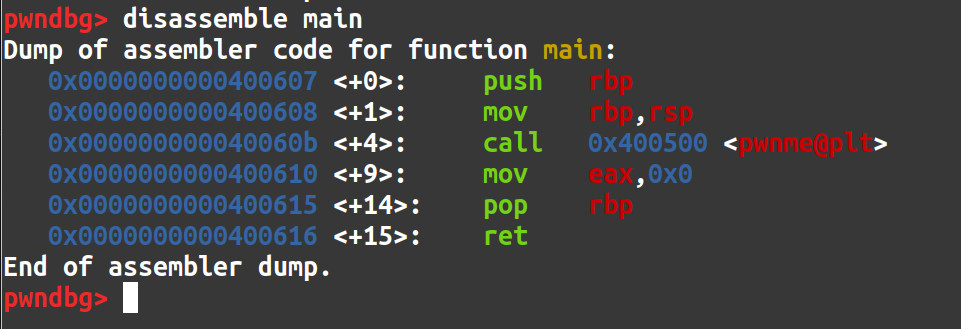 pwndbg> disassemble main
Dump of assembler code for function main:
0x0000000000400607 <+0>: push rbp
0x0000000000400608 <+1>: mov rbp,rsp
0x000000000040060b <+4>: call 0x400500 <pwnme@plt>
0x0000000000400610 <+9>: mov eax,0x0
0x0000000000400615 <+14>: pop rbp
0x0000000000400616 <+15>: ret
End of assembler dump.
pwndbg>